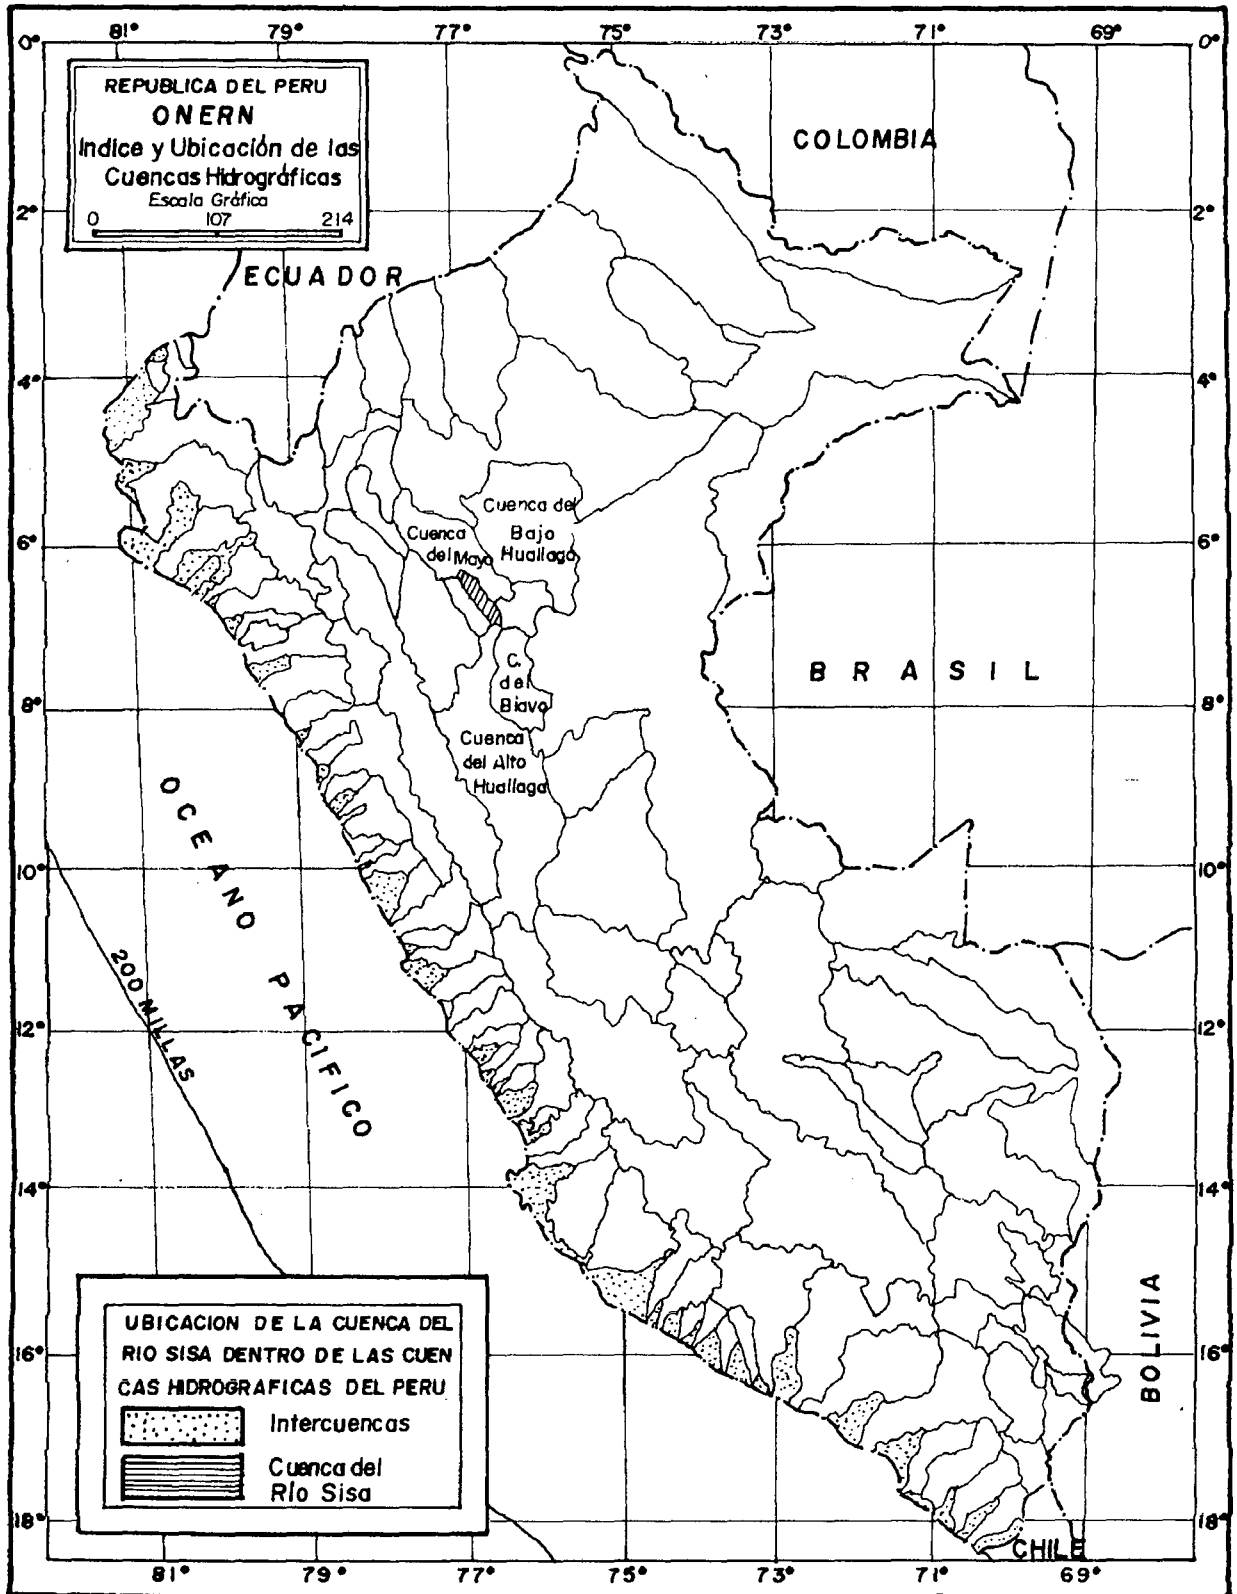 81° 79° 77° 75° 73° 71° 69°
0° 0°
REPUBLICA DEL PERU
ONERN
Indice y Ubicación de las
Cuencas Hidrográficas
Escala Gráfica
0 107 214
COLOMBIA
2° 2°
ECUADOR
4° 4°
Cuenca del
Bajo
Huallaga
Cuenca
del Mayo
6° 6°
BRASIL
C.
del
Biavo
8° 8°
Cuenca
del Alto
Huallaga
OCEANO PACIFICO
10° 10°
200 MILLAS
12° 12°
14° 14°
BOLIVIA
UBICACION DE LA CUENCA DEL
RIO SISA DENTRO DE LAS CUEN
CAS HIDROGRAFICAS DEL PERU
Intercuencas
Cuenca del
Río Sisa
16° 16°
18° 18°
CHILE
81° 79° 77° 75° 73° 71° 69°